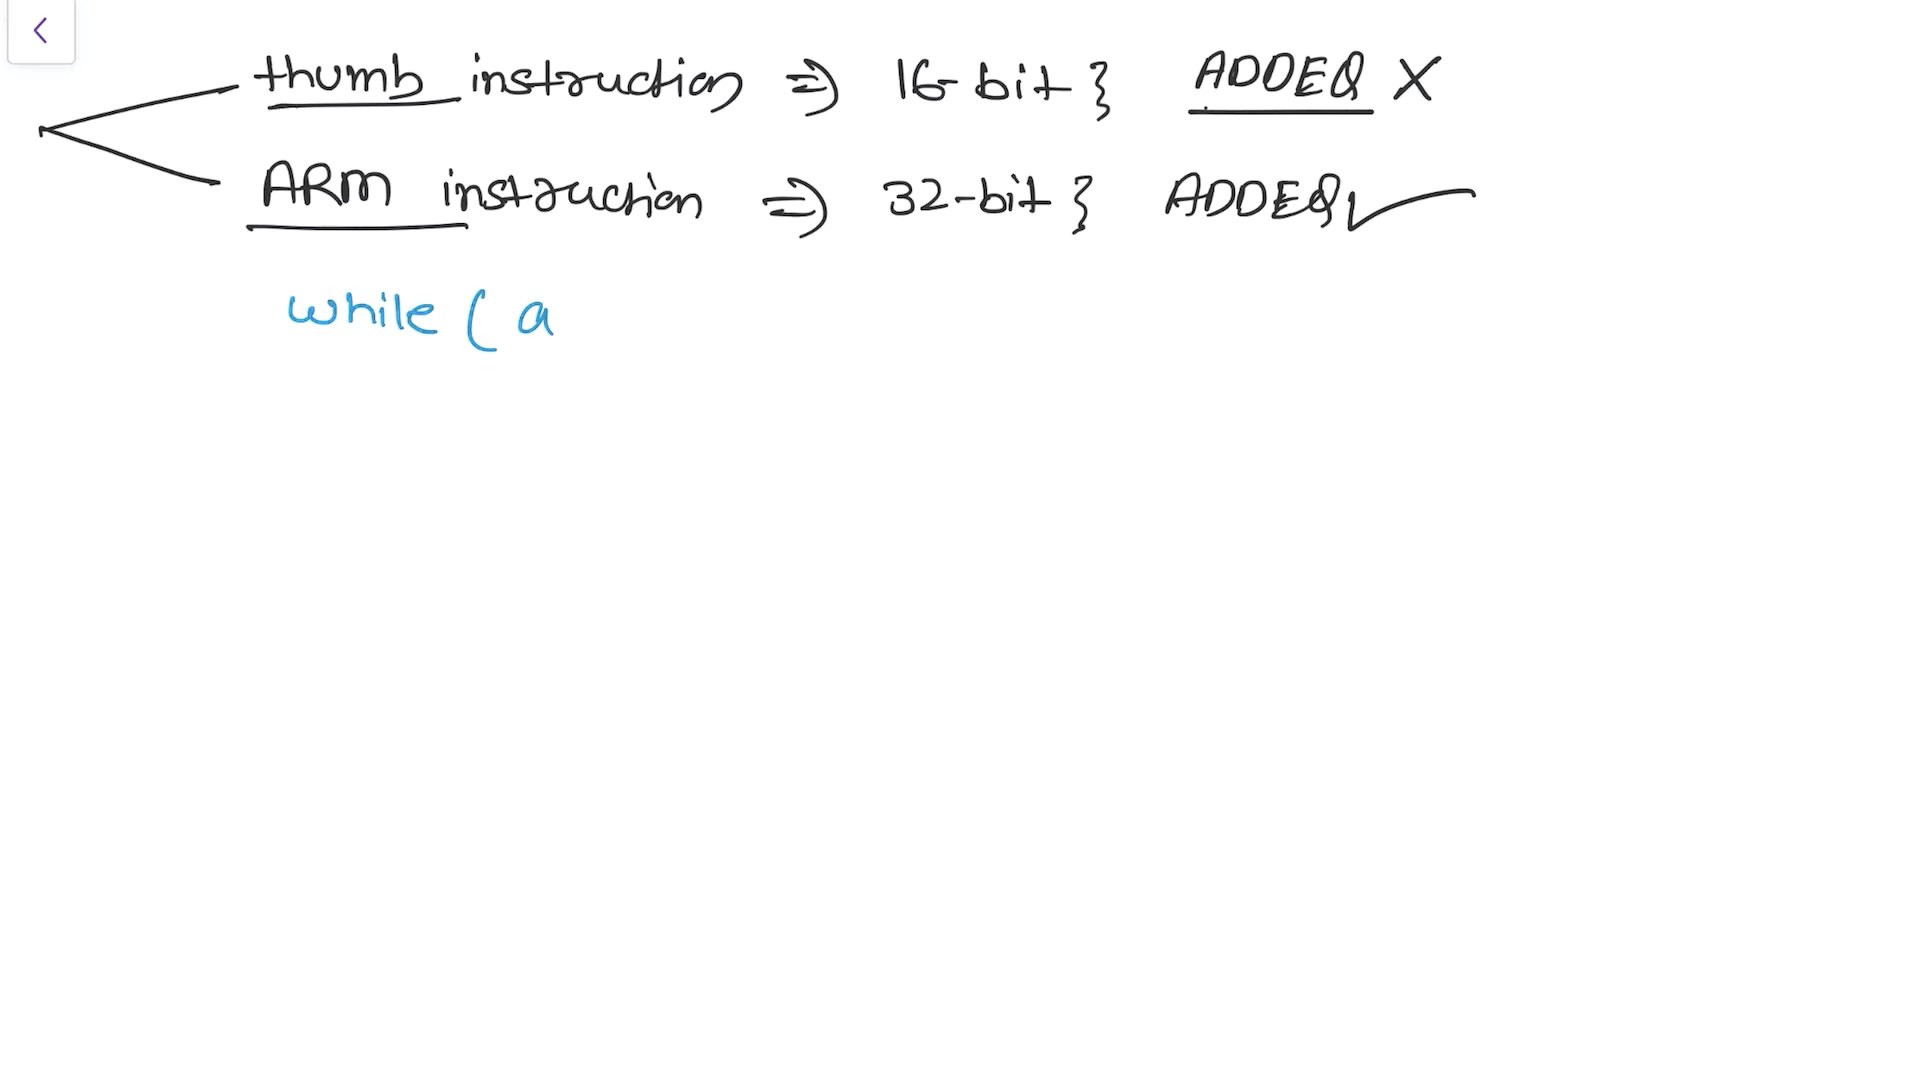 thumb instruction => 16-bit } ADDEQ X
ARM instruction => 32-bit } ADDEQ ✓
while ( a